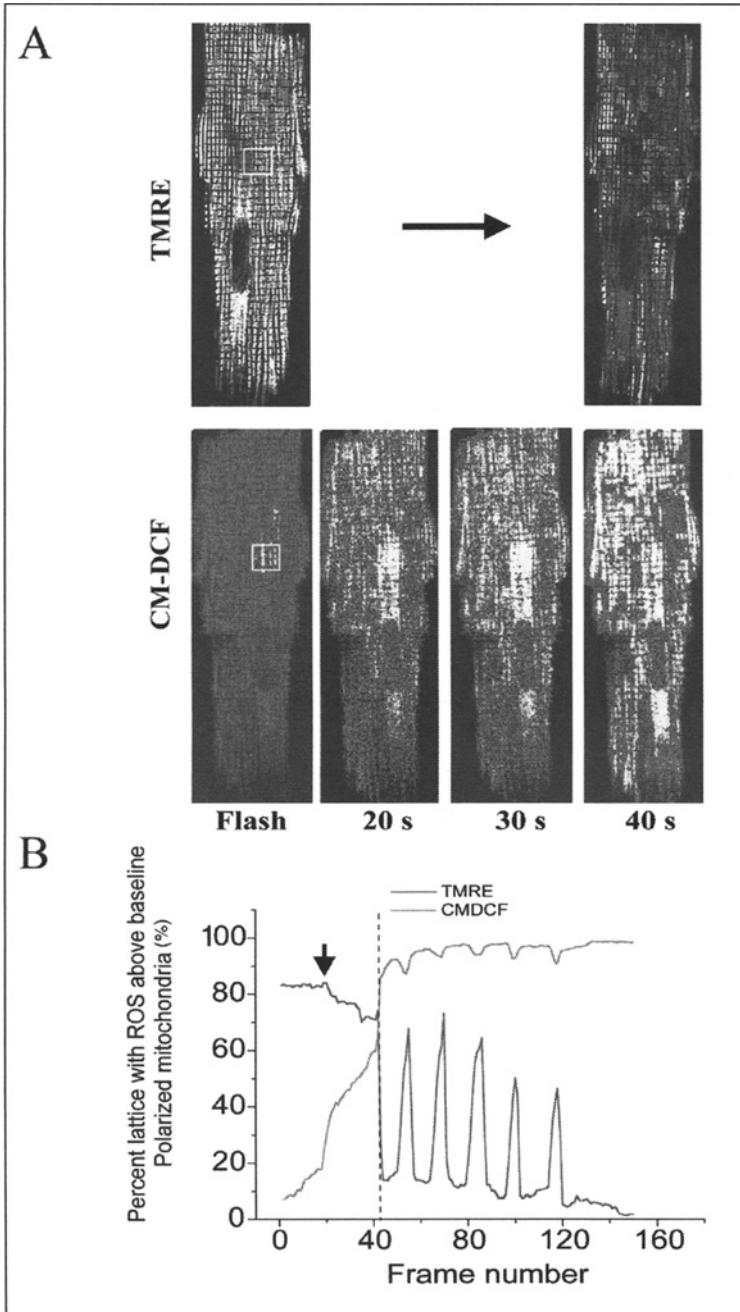 A
TMRE
CM-DCF
Flash 20 s 30 s 40 s
B
TMRE
CMDCF
Percent lattice with ROS above baseline
Polarized mitochondria (%)
100
80
60
40
20
0
0 40 80 120 160
Frame number